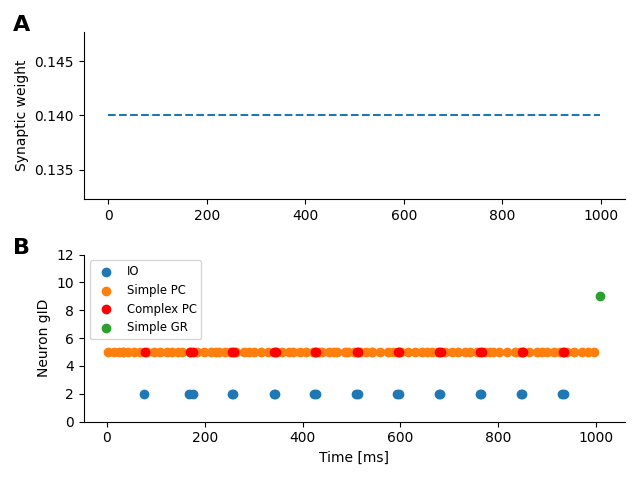 A
Synaptic weight
0.145
0.140
0.135
0 200 400 600 800 1000
B
Neuron gID
12
10
8
6
4
2
0
IO
Simple PC
Complex PC
Simple GR
0 200 400 600 800 1000
Time [ms]